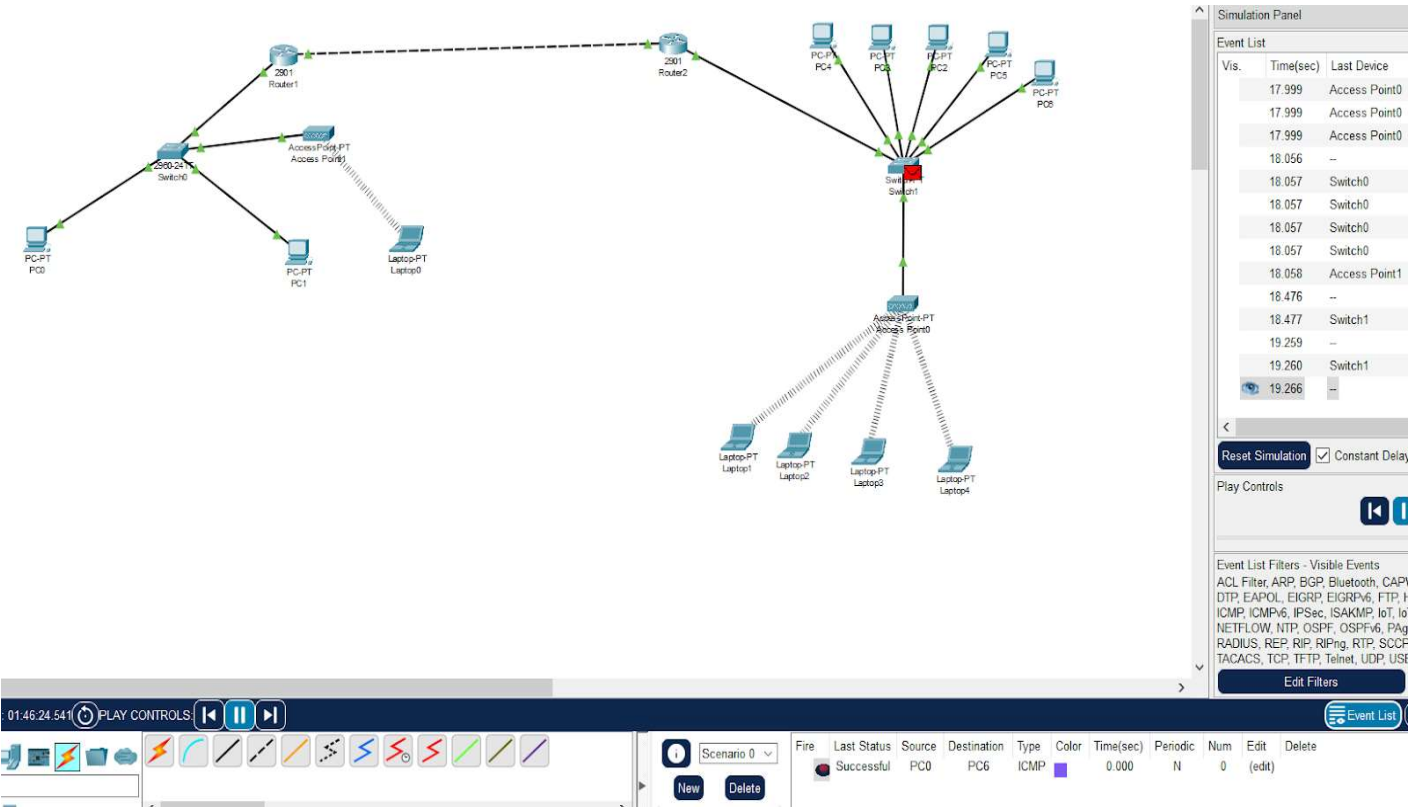 2901
Router1
2901
Router2
PC-PT
PC4
PC-PT
PC-PT
PC2
PC-PT
PC5
PC-PT
PC6
2960-24TT
Switch0
AccessPoint-PT
Access Point1
PC-PT
PC0
PC-PT
PC1
Laptop-PT
Laptop0
Switch1
AccessPoint-PT
Access Point0
Laptop-PT
Laptop1
Laptop-PT
Laptop2
Laptop-PT
Laptop3
Laptop-PT
Laptop4
Simulation Panel
Event List
Vis. Time(sec) Last Device
17.999 Access Point0
17.999 Access Point0
17.999 Access Point0
18.056 --
18.057 Switch0
18.057 Switch0
18.057 Switch0
18.057 Switch0
18.058 Access Point1
18.476 --
18.477 Switch1
19.259 --
19.260 Switch1
19.266 --
Reset Simulation Constant Delay
Play Controls
Event List Filters - Visible Events
ACL Filter, ARP, BGP, Bluetooth,
DTP, EAPOL, EIGRP, EIGRPv6, FTP,
ICMP, ICMPv6, IPSec, ISAKMP, IoT,
NETFLOW, NTP, OSPF, OSPFv6,
RADIUS, REP, RIP, RIPng, RTP,
TACACS, TCP, TFTP, Telnet, UDP,
Edit Filters
: 01:46:24.541 PLAY CONTROLS:
Event List
Scenario 0
New Delete
Fire Last Status Source Destination Type Color Time(sec) Periodic Num Edit Delete
Successful PC0 PC6 ICMP 0.000 N 0 (edit)